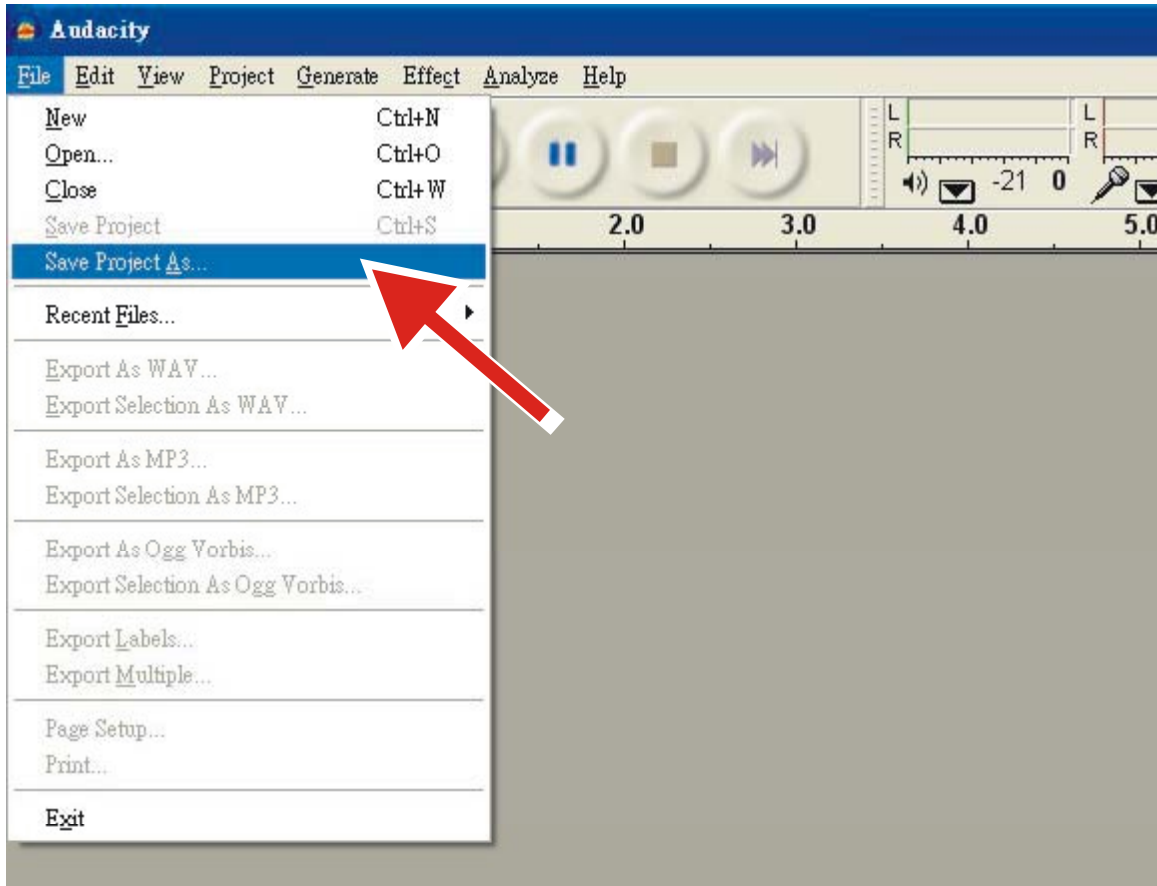 Audacity
File Edit View Project Generate Effect Analyze Help
New Ctrl+N
Open... Ctrl+O
Close Ctrl+W
Save Project Ctrl+S
Save Project As...
Recent Files...
Export As WAV...
Export Selection As WAV...
Export As MP3...
Export Selection As MP3...
Export As Ogg Vorbis...
Export Selection As Ogg Vorbis...
Export Labels...
Export Multiple...
Page Setup...
Print...
Exit
L L
R R
-21 0
2.0 3.0 4.0 5.0